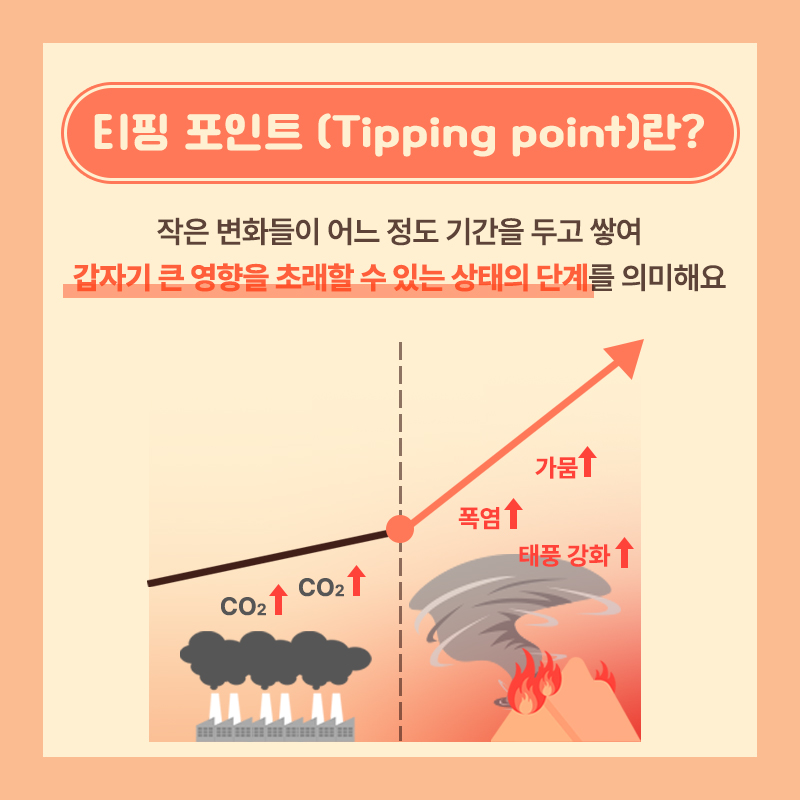 티핑 포인트 (Tipping point)란?
작은 변화들이 어느 정도 기간을 두고 쌓여
갑자기 큰 영향을 초래할 수 있는 상태의 단계를 의미해요
가뭄
폭염
태풍 강화
CO₂
CO₂